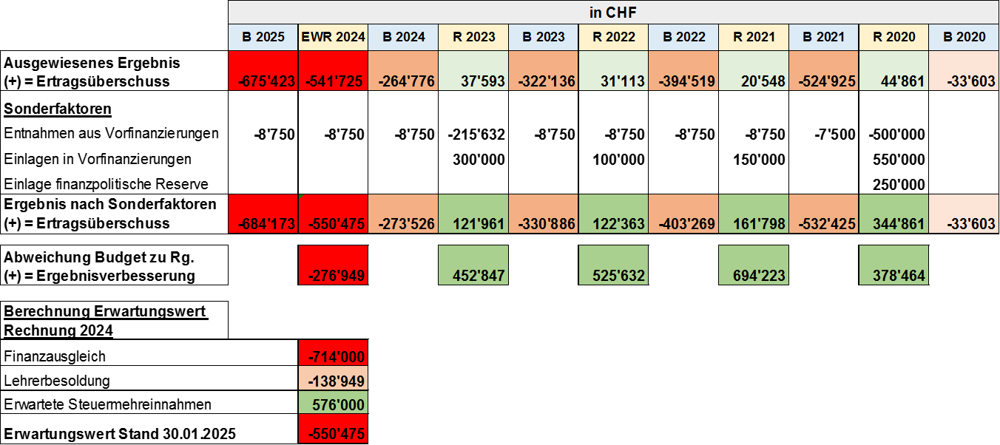 in CHF
B 2025 EWR 2024 B 2024 R 2023 B 2023 R 2022 B 2022 R 2021 B 2021 R 2020 B 2020
Ausgewiesenes Ergebnis
(+) = Ertragsüberschuss -675'423 -541'725 -264'776 37'593 -322'136 31'113 -394'519 20'548 -524'925 44'861 -33'603
Sonderfaktoren
Entnahmen aus Vorfinanzierungen -8'750 -8'750 -8'750 -215'632 -8'750 -8'750 -8'750 -8'750 -7'500 -500'000
Einlagen in Vorfinanzierungen 300'000 100'000 150'000 550'000
Einlage finanzpolitische Reserve 250'000
Ergebnis nach Sonderfaktoren
(+) = Ertragsüberschuss -684'173 -550'475 -273'526 121'961 -330'886 122'363 -403'269 161'798 -532'425 344'861 -33'603
Abweichung Budget zu Rg.
(+) = Ergebnisverbesserung -276'949 452'847 525'632 694'223 378'464
Berechnung Erwartungswert
Rechnung 2024
Finanzausgleich -714'000
Lehrerbesoldung -138'949
Erwartete Steuermehreinnahmen 576'000
Erwartungswert Stand 30.01.2025 -550'475